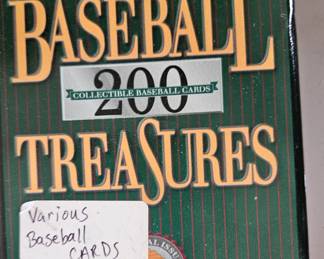 BASEBALL
200
COLLECTIBLE BASEBALL CARDS
TREASURES
Various
Baseball
CARDS